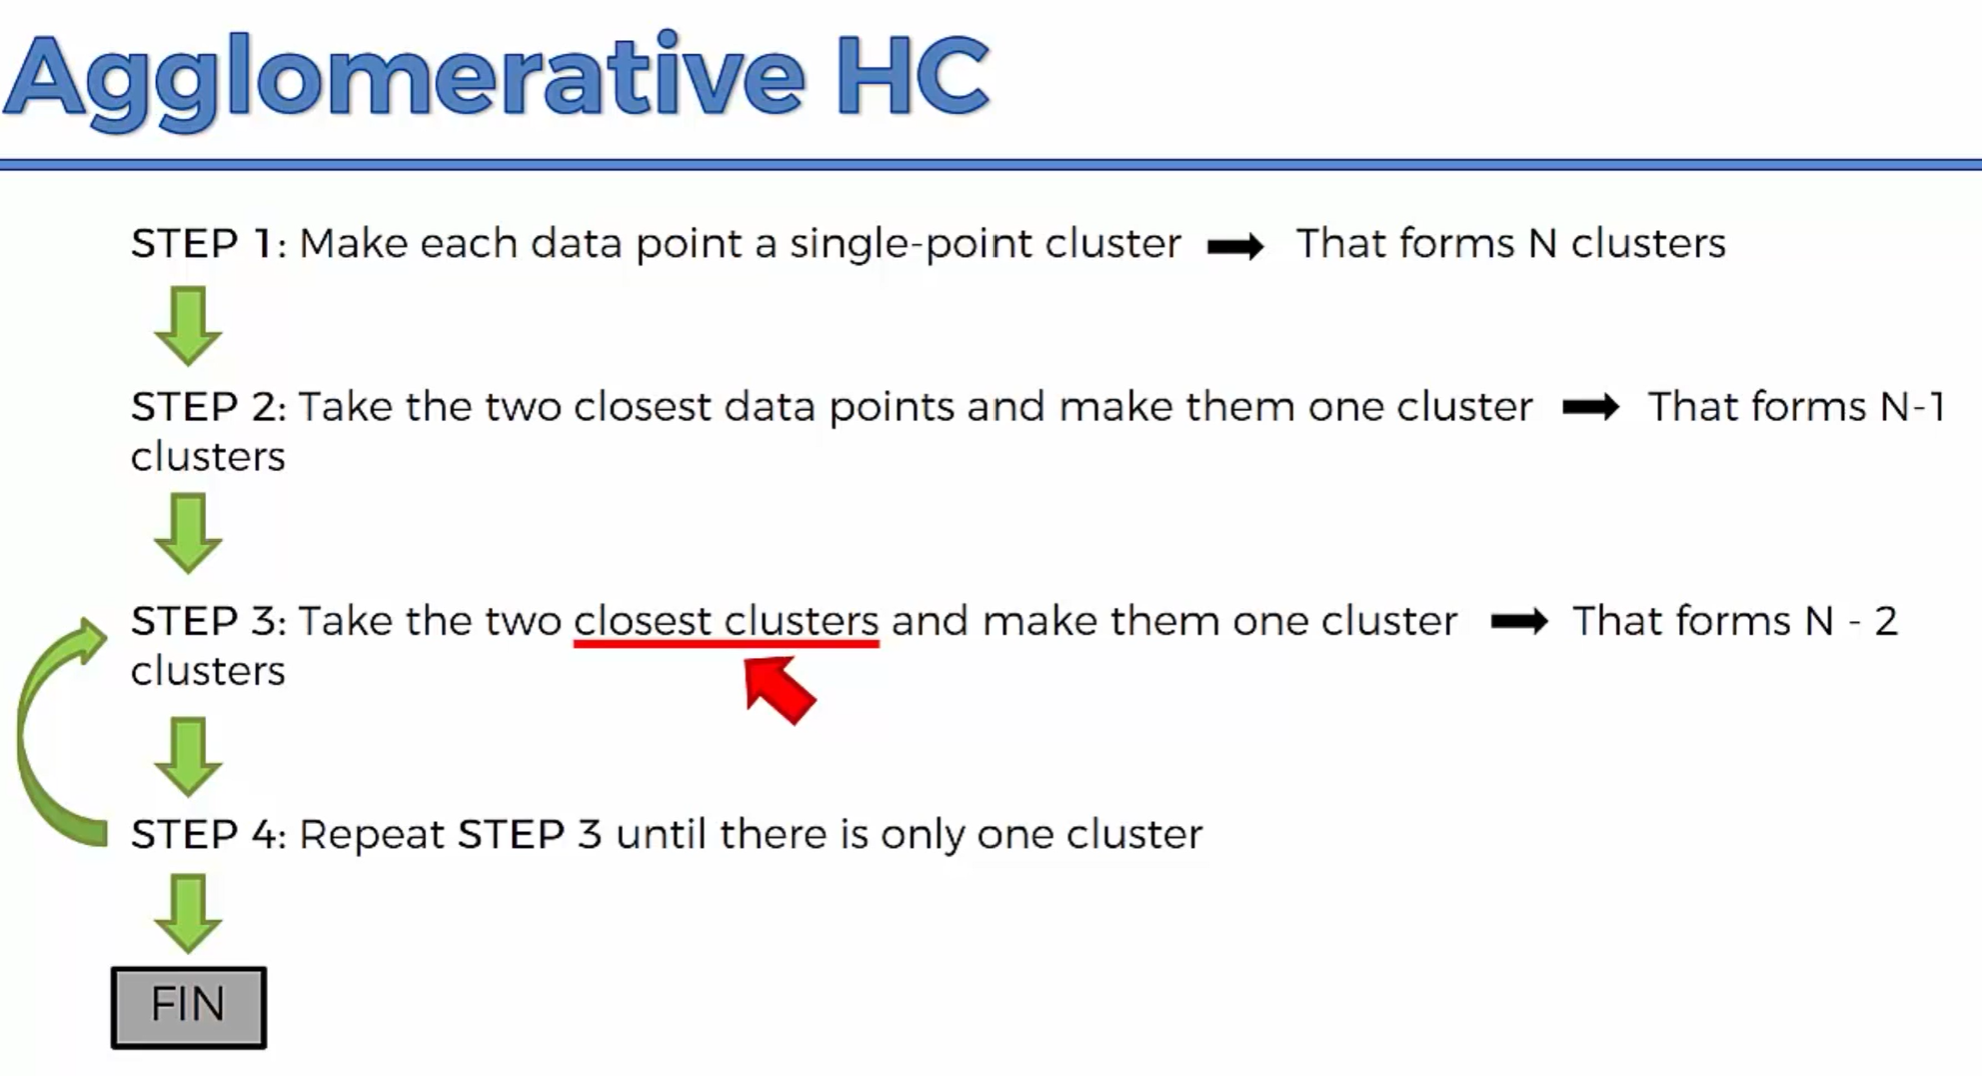 Agglomerative HC
STEP 1: Make each data point a single-point cluster ➡ That forms N clusters
STEP 2: Take the two closest data points and make them one cluster ➡ That forms N-1
clusters
STEP 3: Take the two closest clusters and make them one cluster ➡ That forms N - 2
clusters
STEP 4: Repeat STEP 3 until there is only one cluster
FIN